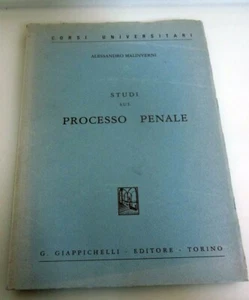 CORSI UNIVERSITARI
ALESSANDRO MALINVERNI
STUDI
SUL
PROCESSO PENALE
G. GIAPPICHELLI - EDITORE - TORINO